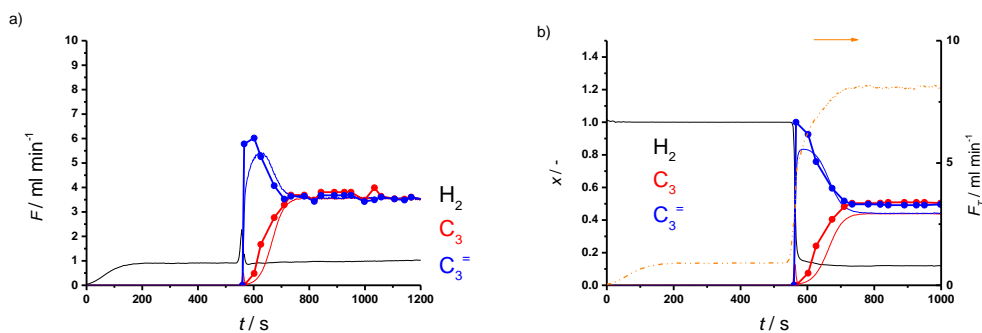 a)
10
9
8
7
6
5
4
3
2
1
0
F / ml min⁻¹
0 200 400 600 800 1000 1200
t / s
H₂
C₃
C₃⁼
b)
1.4
1.2
1.0
0.8
0.6
0.4
0.2
0.0
x / -
0 200 400 600 800 1000
t / s
H₂
C₃
C₃⁼
10
5
0
F_T / ml min⁻¹